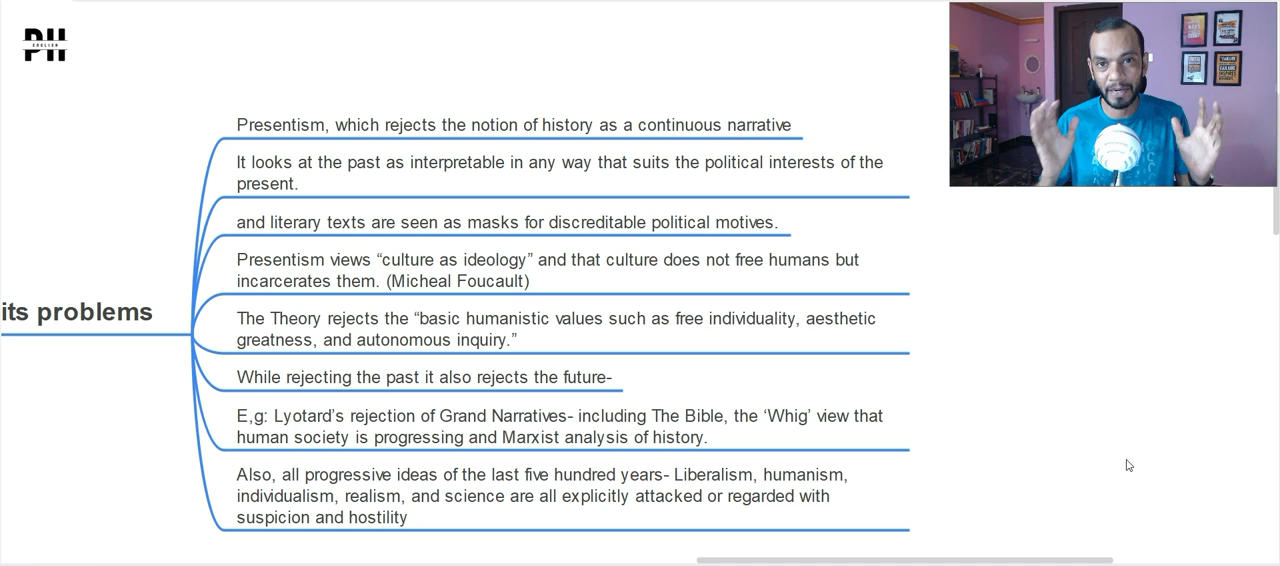 PH
ENGLISH
Presentism, which rejects the notion of history as a continuous narrative
It looks at the past as interpretable in any way that suits the political interests of the
present.
and literary texts are seen as masks for discreditable political motives.
Presentism views “culture as ideology” and that culture does not free humans but
incarcerates them. (Micheal Foucault)
its problems
The Theory rejects the “basic humanistic values such as free individuality, aesthetic
greatness, and autonomous inquiry.”
While rejecting the past it also rejects the future-
E,g: Lyotard’s rejection of Grand Narratives- including The Bible, the ‘Whig’ view that
human society is progressing and Marxist analysis of history.
Also, all progressive ideas of the last five hundred years- Liberalism, humanism,
individualism, realism, and science are all explicitly attacked or regarded with
suspicion and hostility